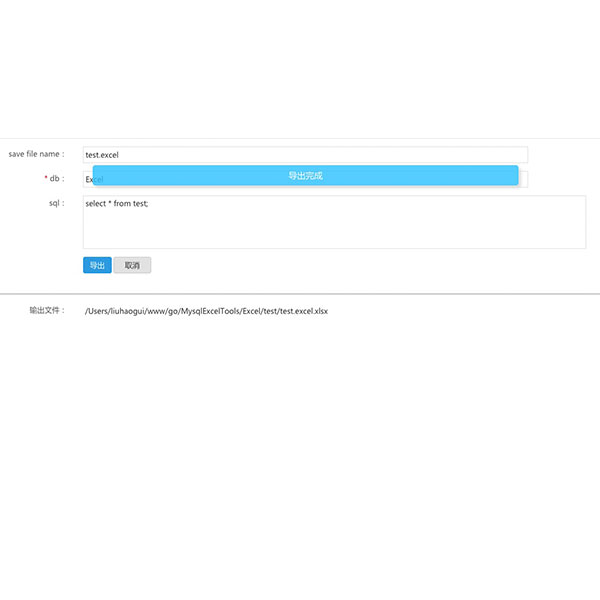 save file name：
test.excel
导出完成
* db：
Excel
sql：
select * from test;
导出
取消
输出文件：
/Users/liuhaogui/www/go/MysqlExcelTools/Excel/test/test.excel.xlsx